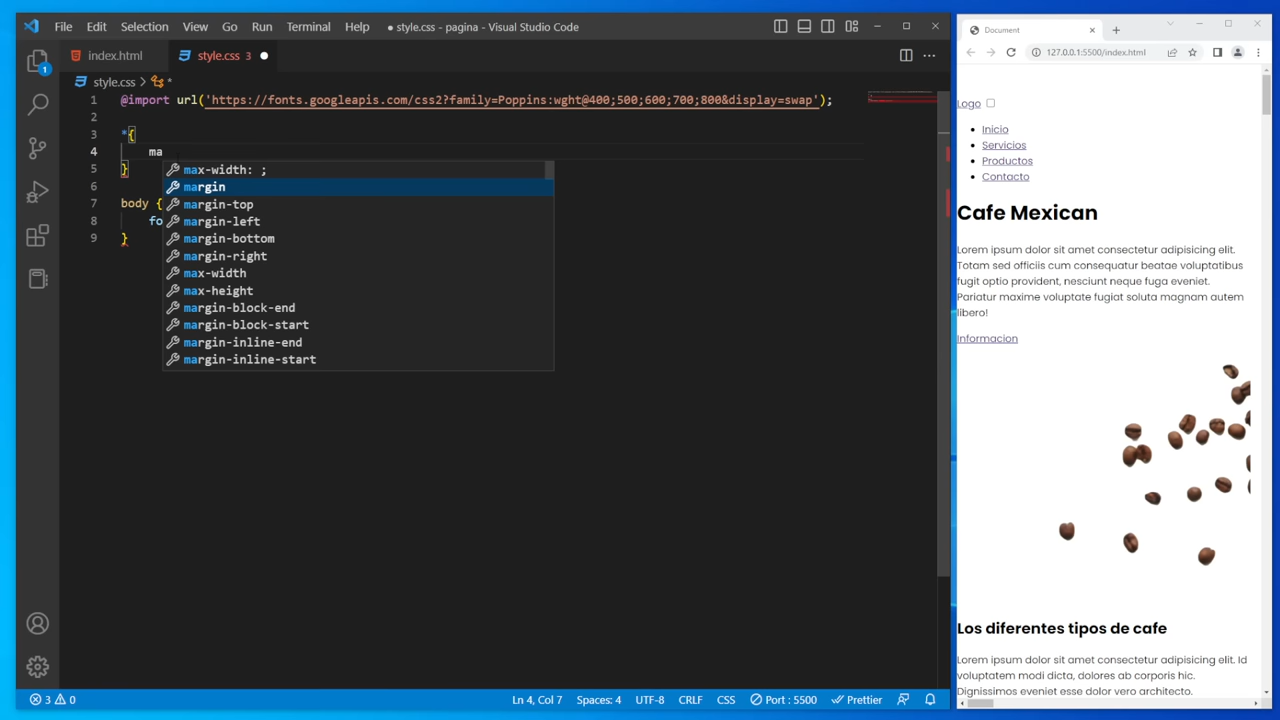 File Edit Selection View Go Run Terminal Help ● style.css - pagina - Visual Studio Code
index.html style.css 3 ●
style.css > *
1 @import url('https://fonts.googleapis.com/css2?family=Poppins:wght@400;500;600;700;800&display=swap');
2
3 *{
4 ma
5 }
6
7 body {
8 fo
9 }
max-width: ;
margin
margin-top
margin-left
margin-bottom
margin-right
max-width
max-height
margin-block-end
margin-block-start
margin-inline-end
margin-inline-start
1
3 0 Ln 4, Col 7 Spaces: 4 UTF-8 CRLF CSS Port : 5500 Prettier
Document
127.0.0.1:5500/index.html
Logo
Inicio
Servicios
Productos
Contacto
Cafe Mexican
Lorem ipsum dolor sit amet consectetur adipisicing elit.
Totam sed officiis cum consequatur beatae voluptatibus
fugit optio provident, nesciunt neque fuga eveniet.
Pariatur maxime voluptate fugiat soluta magnam autem
libero!
Informacion
Los diferentes tipos de cafe
Lorem ipsum dolor sit amet consectetur adipisicing elit. Id
voluptatem modi dicta, dolores ab corporis hic.
Dignissimos eveniet esse dolor vero architecto.